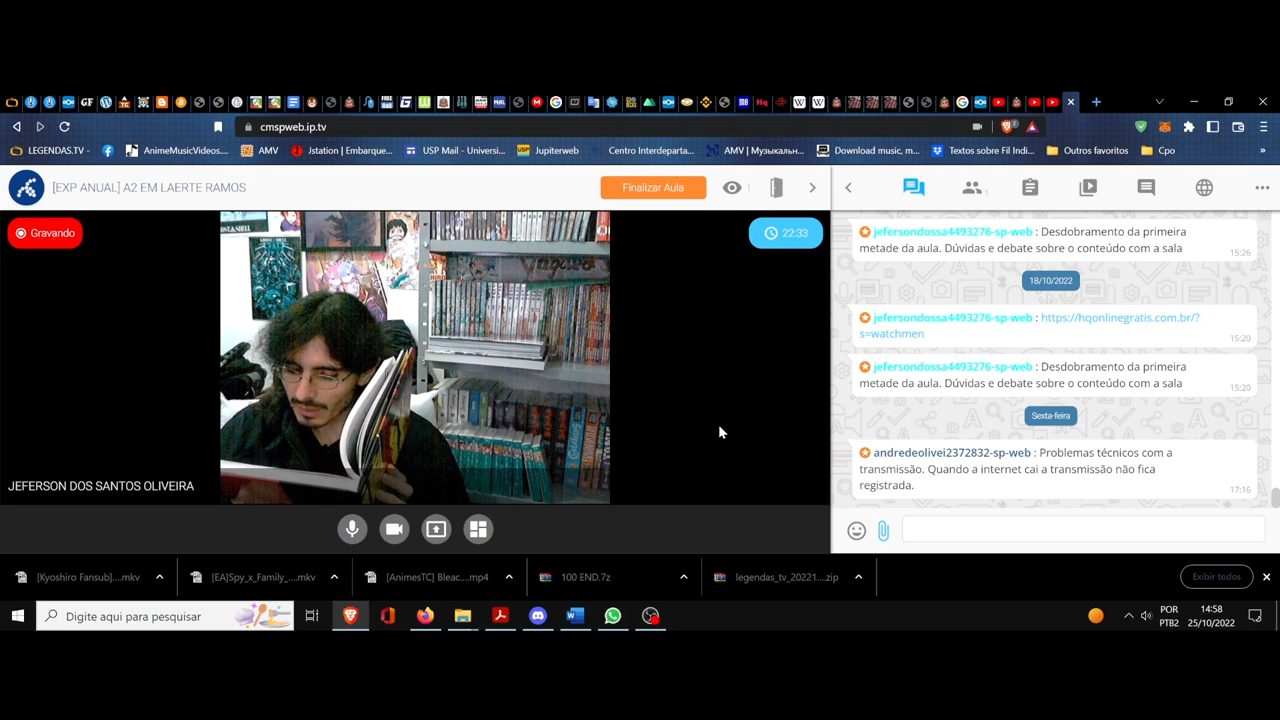 cmspweb.ip.tv
LEGENDAS.TV -
AnimeMusicVideos...
AMV
Jstation | Embarque...
USP Mail - Universi...
Jupiterweb
Centro Interdeparta...
AMV | Музыкальн...
Download music, m...
Textos sobre Fil Indi...
Outros favoritos
Cpo
»
[EXP ANUAL] A2 EM LAERTE RAMOS
Finalizar Aula
1
1
Gravando
22:33
JEFERSON DOS SANTOS OLIVEIRA
jefersondossa4493276-sp-web : Desdobramento da primeira
metade da aula. Dúvidas e debate sobre o conteúdo com a sala
15:26
18/10/2022
jefersondossa4493276-sp-web : https://hqonlinegratis.com.br/?
s=watchmen
15:20
jefersondossa4493276-sp-web : Desdobramento da primeira
metade da aula. Dúvidas e debate sobre o conteúdo com a sala
15:20
Sexta-feira
andredeolivei2372832-sp-web : Problemas técnicos com a
transmissão. Quando a internet cai a transmissão não fica
registrada.
17:16
[Kyoshiro Fansub]....mkv
[EA]Spy_x_Family_....mkv
[AnimesTC] Bleac....mp4
100 END.7z
legendas_tv_20221....zip
Exibir todos
Digite aqui para pesquisar
POR
PTB2
14:58
25/10/2022